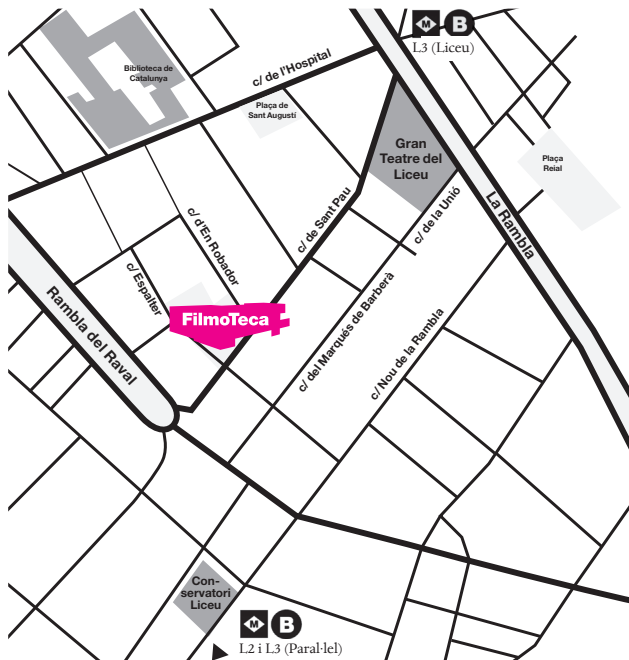 M B
L3 (Liceu)
Biblioteca de
Catalunya
c/ de l'Hospital
Plaça de
Sant Augustí
Gran
Teatre del
Liceu
Plaça
Reial
c/ de la Unió
La Rambla
c/ de Sant Pau
c/ d'En Robador
c/ Espalter
FilmoTeca
Rambla del Raval
c/ del Marqués de Barberà
c/ Nou de la Rambla
Con-
servatori
Liceu
M B
L2 i L3 (Paral·lel)